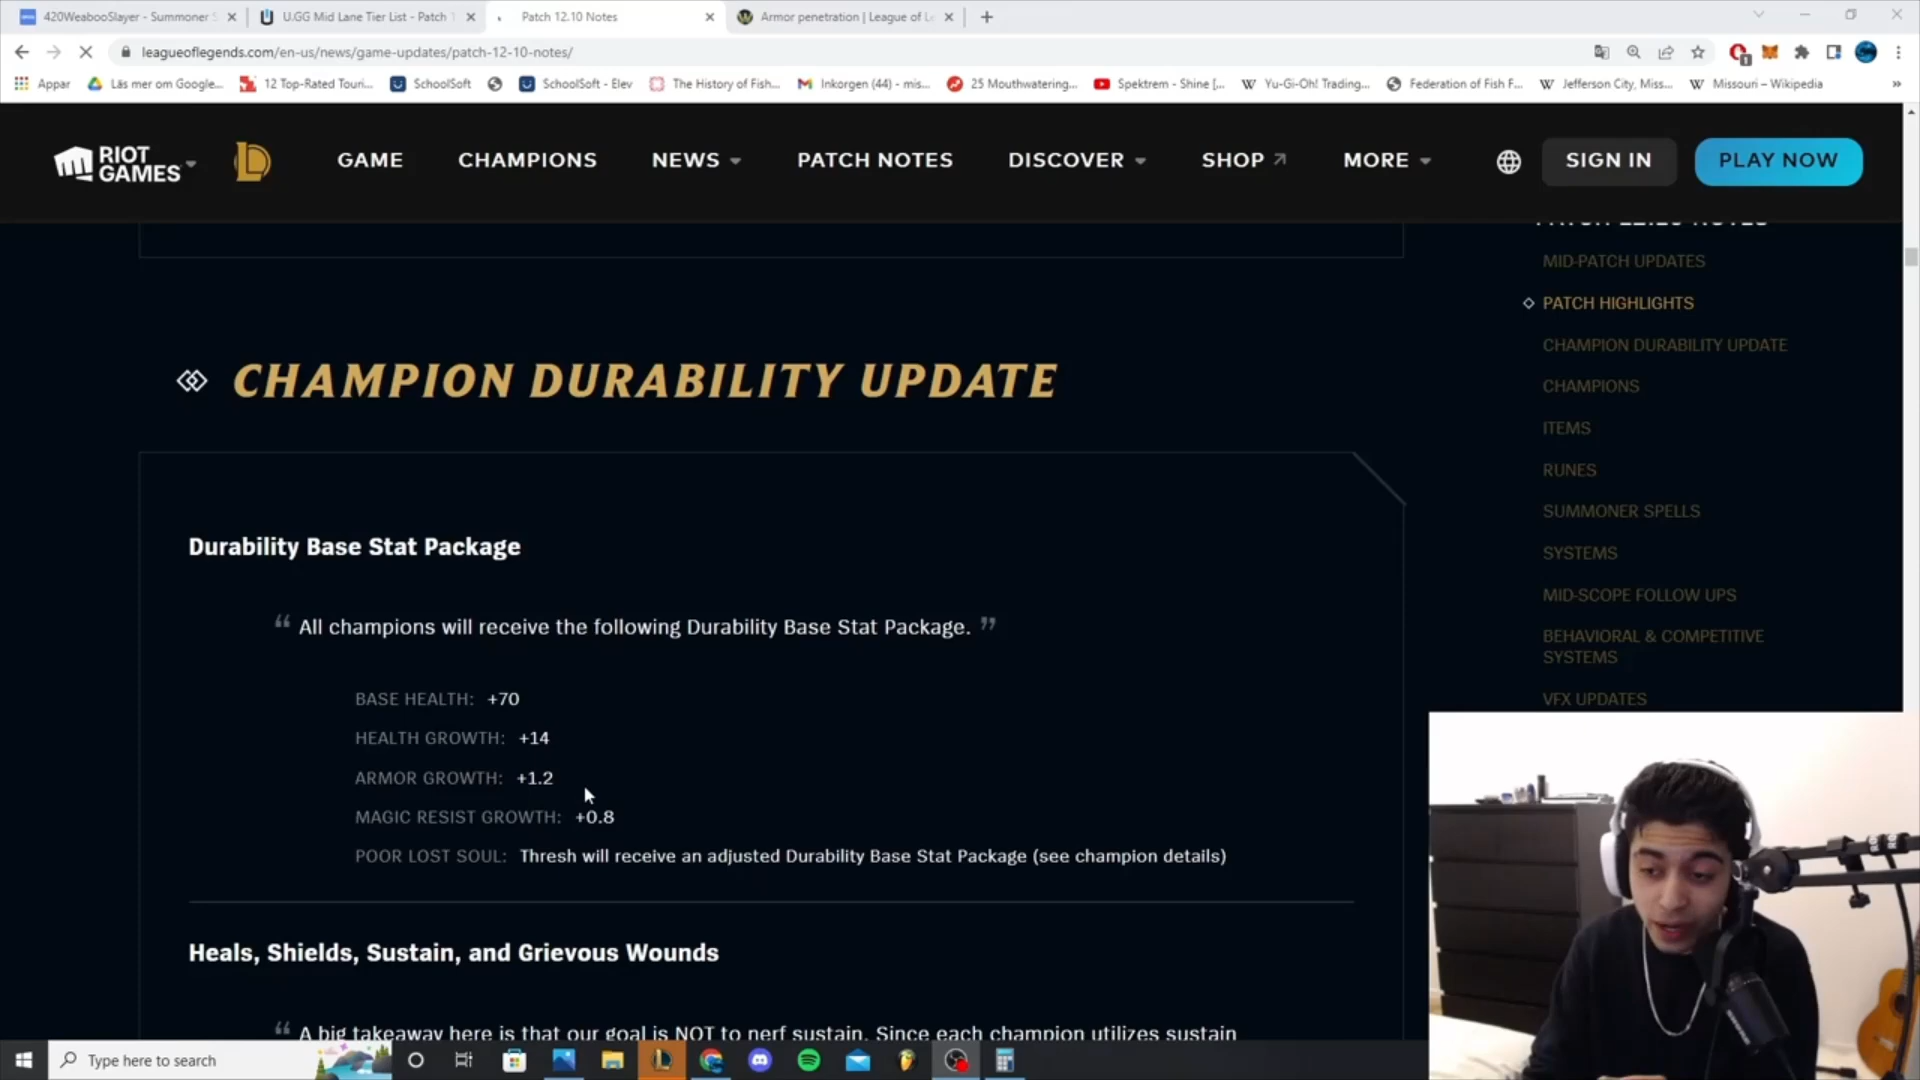 420WeabooSlayer - Summoner S
U.GG Mid Lane Tier List - Patch 1
Patch 12.10 Notes
Armor penetration | League of Le
leagueoflegends.com/en-us/news/game-updates/patch-12-10-notes/
Appar
Läs mer om Google...
12 Top-Rated Touri...
SchoolSoft
SchoolSoft - Elev
The History of Fish...
Inkorgen (44) - mis...
25 Mouthwatering...
Spektrem - Shine [...
Yu-Gi-Oh! Trading...
Federation of Fish F...
Jefferson City, Miss...
Missouri – Wikipedia
RIOT
GAMES
GAME
CHAMPIONS
NEWS
PATCH NOTES
DISCOVER
SHOP
MORE
SIGN IN
PLAY NOW
MID-PATCH UPDATES
PATCH HIGHLIGHTS
CHAMPION DURABILITY UPDATE
CHAMPIONS
ITEMS
RUNES
SUMMONER SPELLS
SYSTEMS
MID-SCOPE FOLLOW UPS
BEHAVIORAL & COMPETITIVE
SYSTEMS
VFX UPDATES
CHAMPION DURABILITY UPDATE
Durability Base Stat Package
“ All champions will receive the following Durability Base Stat Package. ”
BASE HEALTH: +70
HEALTH GROWTH: +14
ARMOR GROWTH: +1.2
MAGIC RESIST GROWTH: +0.8
POOR LOST SOUL: Thresh will receive an adjusted Durability Base Stat Package (see champion details)
Heals, Shields, Sustain, and Grievous Wounds
“ A big takeaway here is that our goal is NOT to nerf sustain. Since each champion utilizes sustain
Type here to search